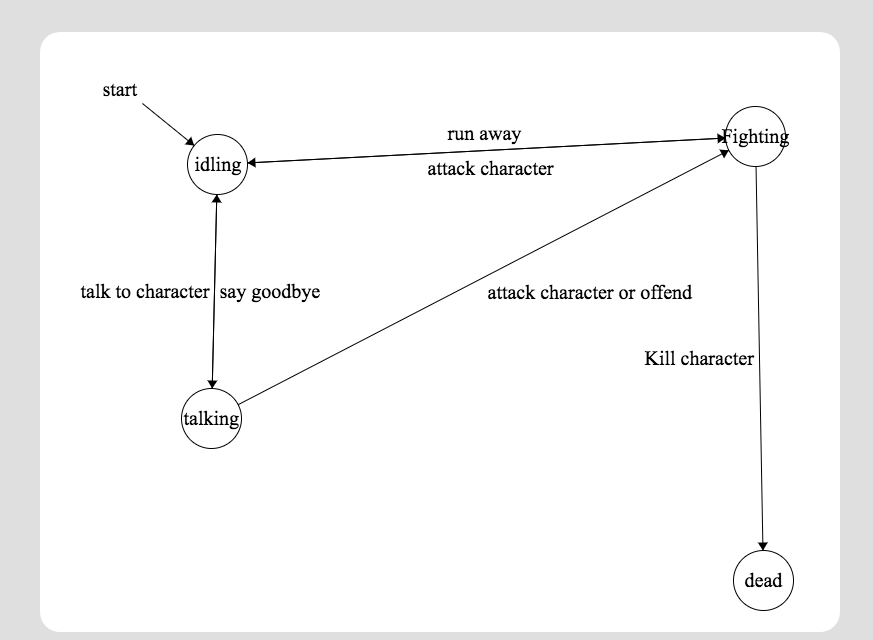 start
idling
run away
attack character
Fighting
talk to character
say goodbye
attack character or offend
Kill character
talking
dead